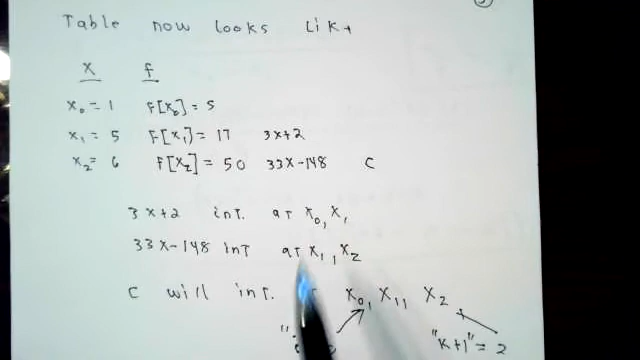 Table now looks Like
x f
x₀ = 1 F[x₀] = 5
x₁ = 5 F[x₁] = 17 3x+2
x₂ = 6 F[x₂] = 50 33x-148 C
3x+2 int. at x₀, x₁
33x-148 int at x₁, x₂
C will int. x₀, x₁, x₂
"k+1" = 2